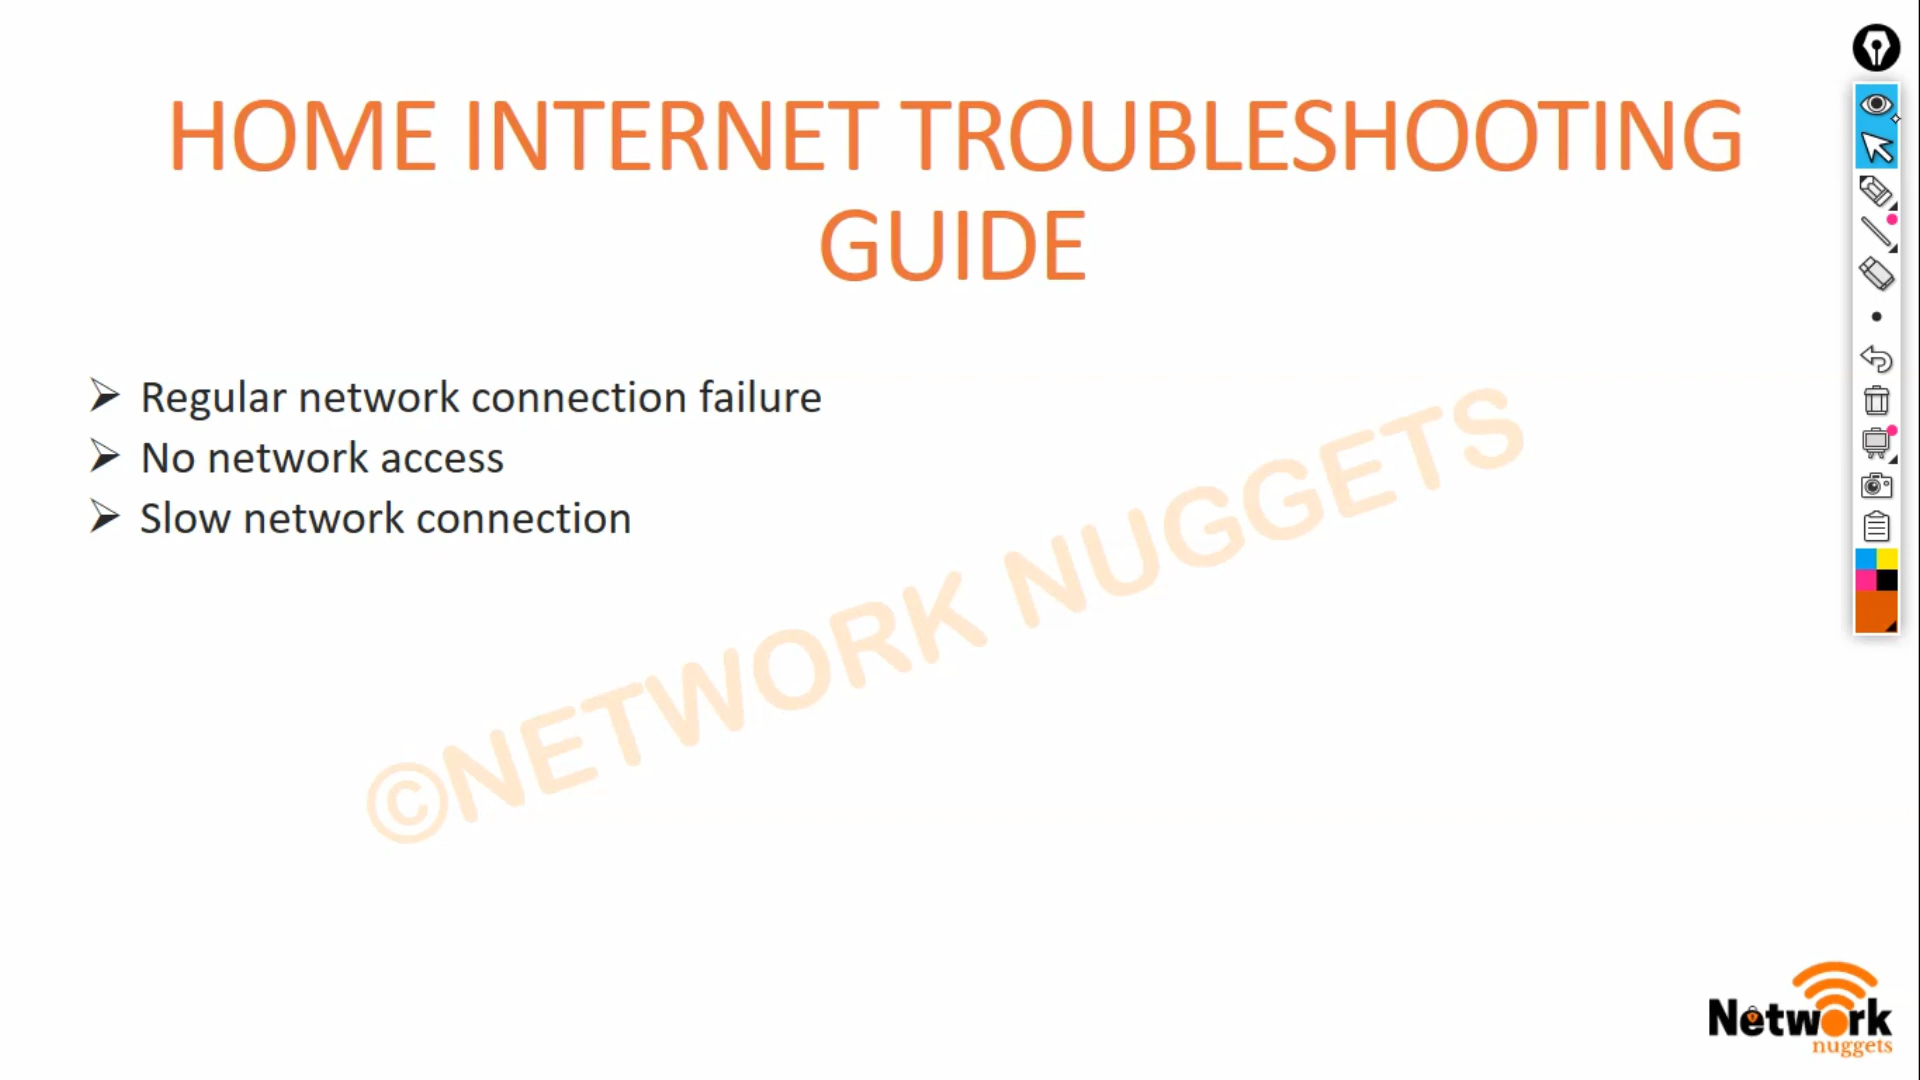 HOME INTERNET TROUBLESHOOTING
GUIDE
Regular network connection failure
No network access
Slow network connection
©NETWORK NUGGETS
Network
nuggets